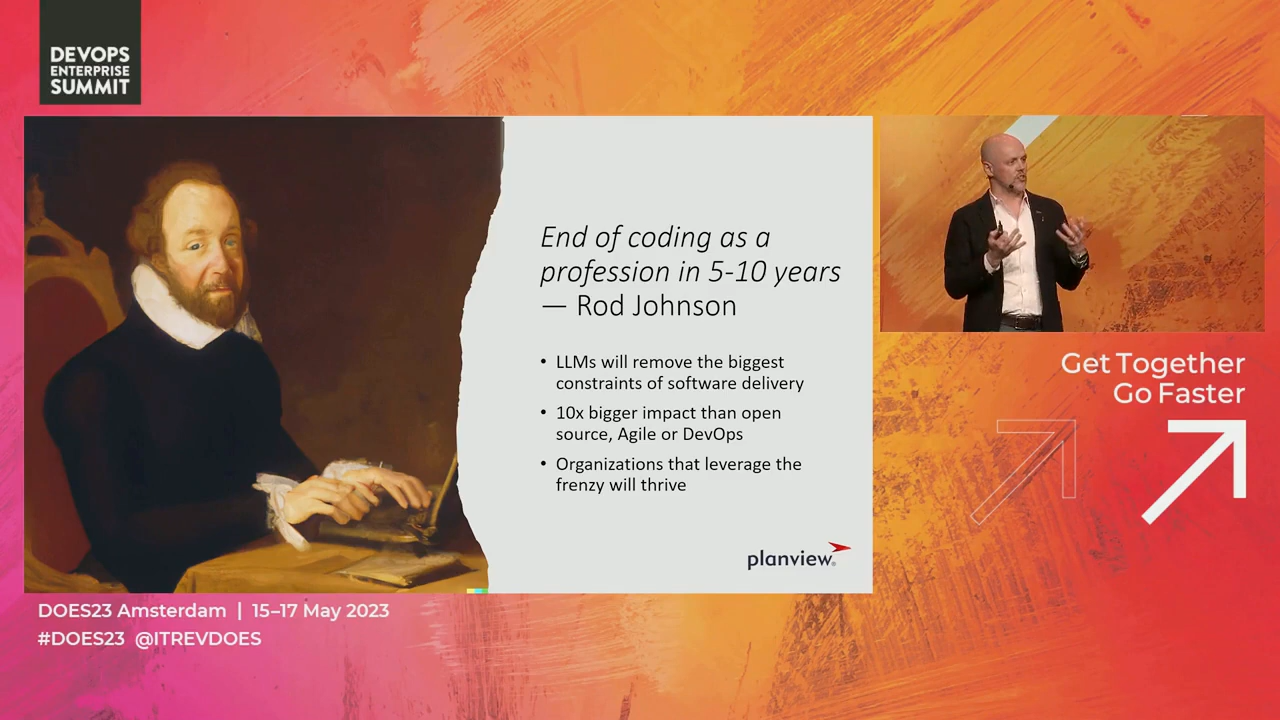 DEVOPS
ENTERPRISE
SUMMIT
End of coding as a
profession in 5-10 years
— Rod Johnson
• LLMs will remove the biggest
constraints of software delivery
• 10x bigger impact than open
source, Agile or DevOps
• Organizations that leverage the
frenzy will thrive
planview®
Get Together
Go Faster
DOES23 Amsterdam | 15–17 May 2023
#DOES23 @ITREVDOES